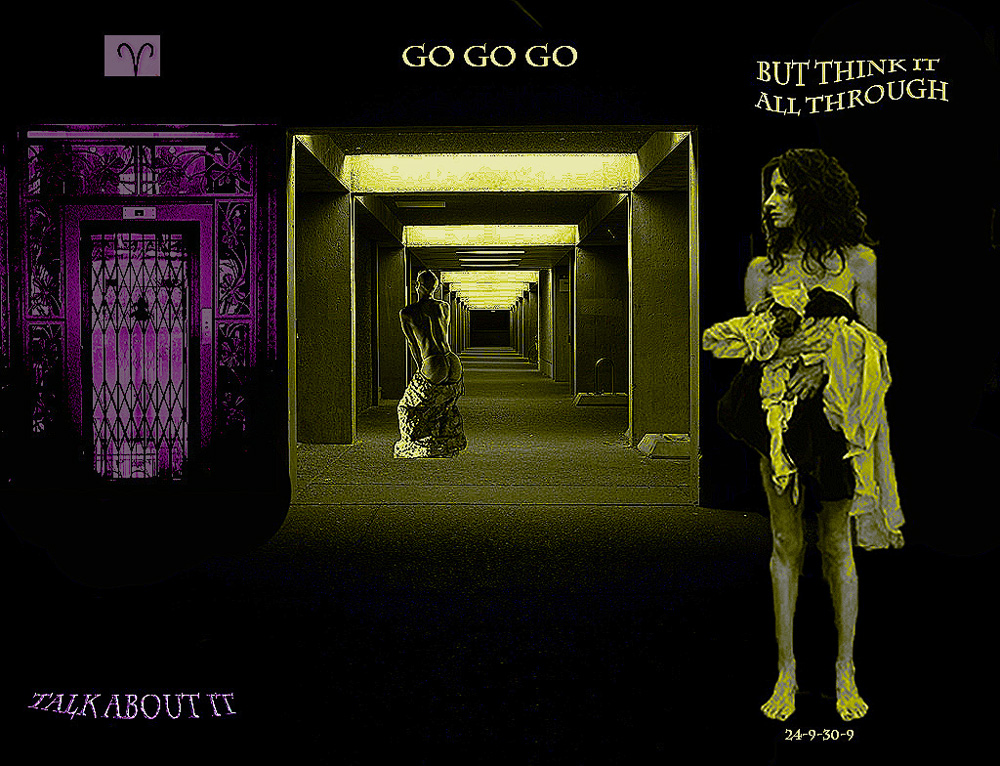 GO GO GO
BUT THINK IT
ALL THROUGH
TALK ABOUT IT
24-9-30-9